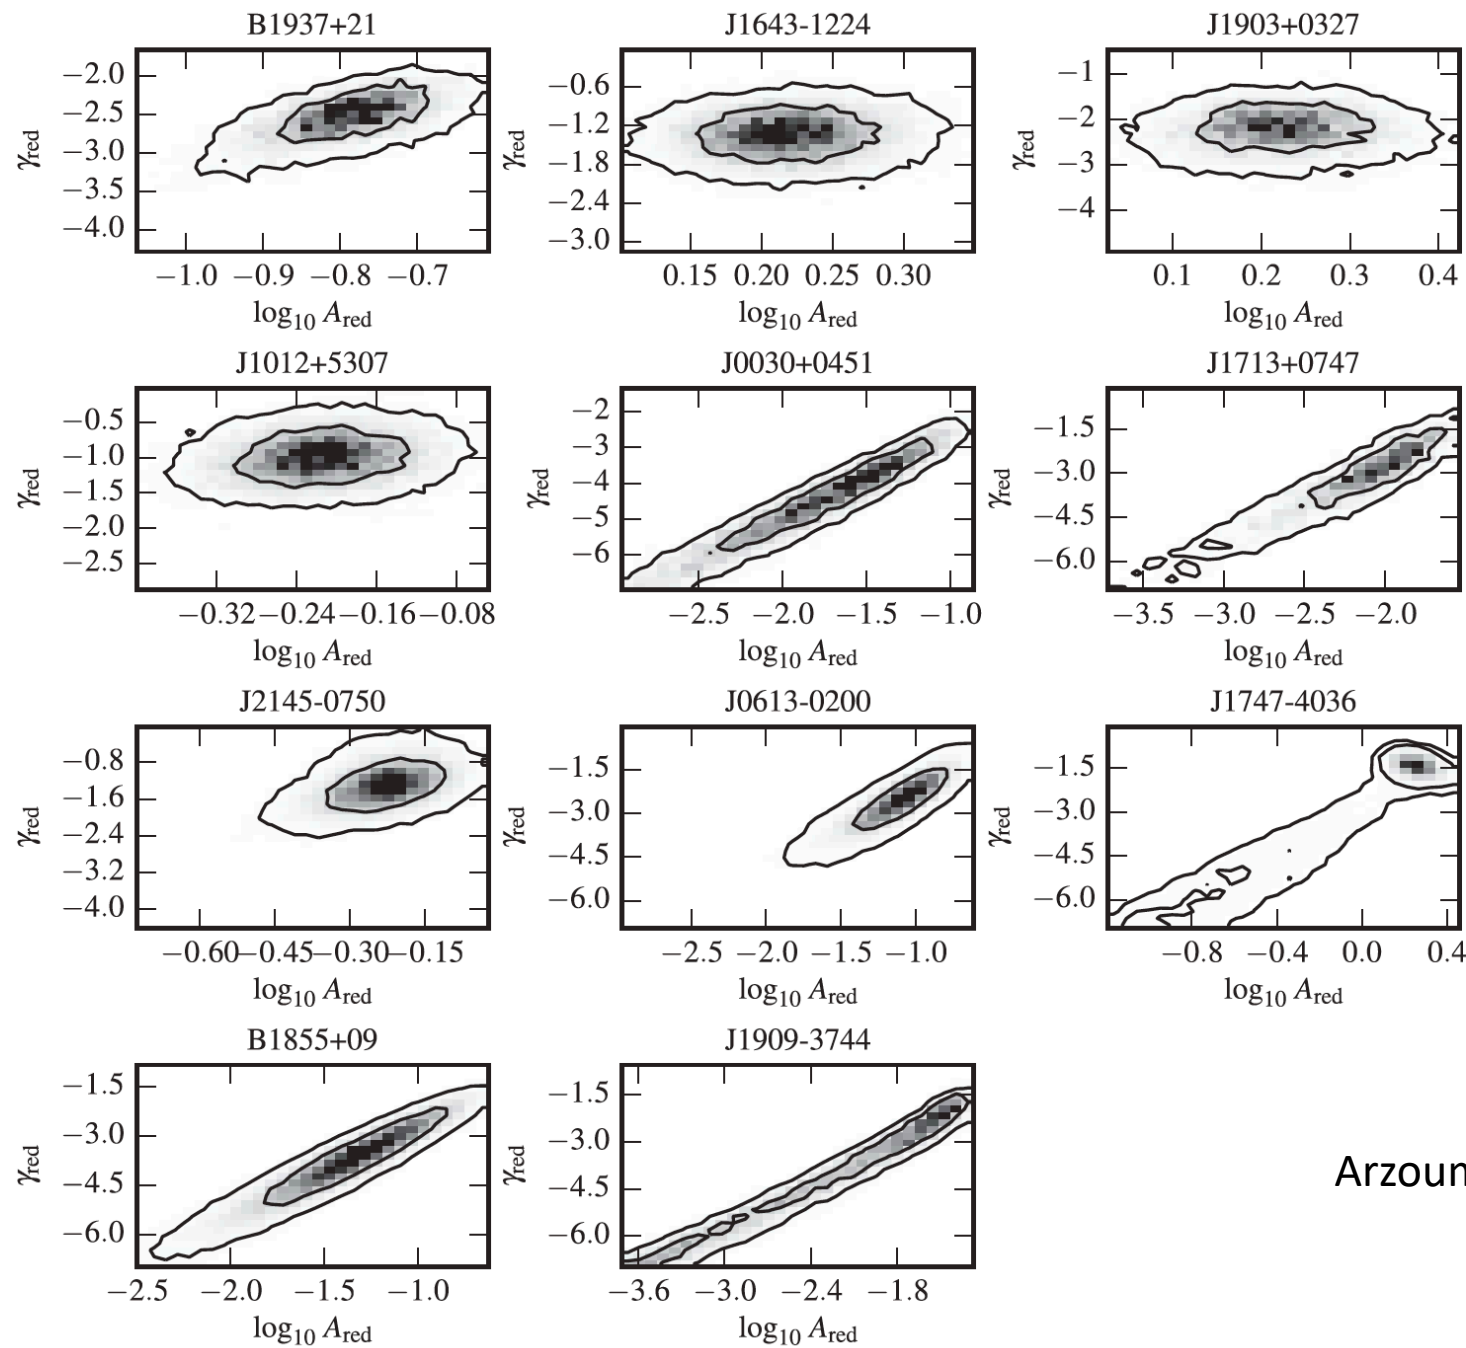 B1937+21
J1643-1224
J1903+0327
γred
−2.0
−2.5
−3.0
−3.5
−4.0
−1.0 −0.9 −0.8 −0.7
log10 Ared
γred
−0.6
−1.2
−1.8
−2.4
−3.0
0.15 0.20 0.25 0.30
log10 Ared
γred
−1
−2
−3
−4
0.1 0.2 0.3 0.4
log10 Ared
J1012+5307
J0030+0451
J1713+0747
γred
−0.5
−1.0
−1.5
−2.0
−2.5
−0.32 −0.24 −0.16 −0.08
log10 Ared
γred
−2
−3
−4
−5
−6
−2.5 −2.0 −1.5 −1.0
log10 Ared
γred
−1.5
−3.0
−4.5
−6.0
−3.5 −3.0 −2.5 −2.0
log10 Ared
J2145-0750
J0613-0200
J1747-4036
γred
−0.8
−1.6
−2.4
−3.2
−4.0
−0.60 −0.45 −0.30 −0.15
log10 Ared
γred
−1.5
−3.0
−4.5
−6.0
−2.5 −2.0 −1.5 −1.0
log10 Ared
γred
−1.5
−3.0
−4.5
−6.0
−0.8 −0.4 0.0 0.4
log10 Ared
B1855+09
J1909-3744
γred
−1.5
−3.0
−4.5
−6.0
−2.5 −2.0 −1.5 −1.0
log10 Ared
γred
−1.5
−3.0
−4.5
−6.0
−3.6 −3.0 −2.4 −1.8
log10 Ared